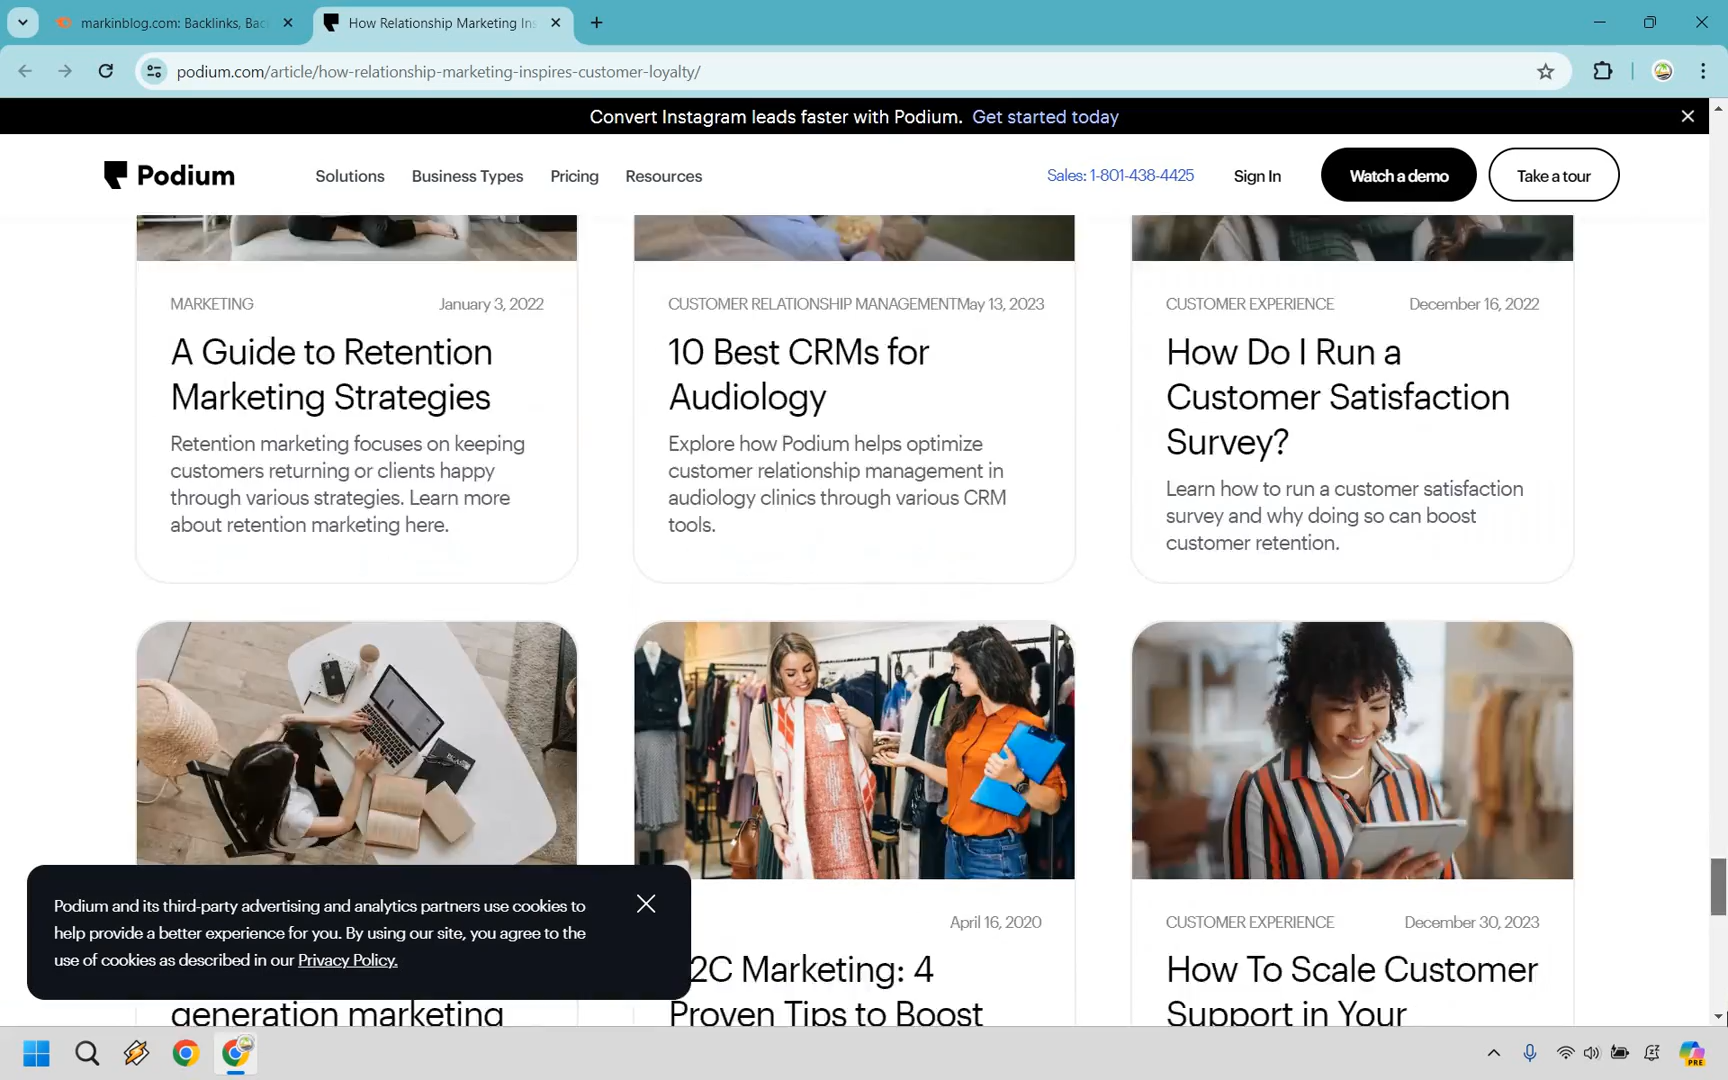 markinblog.com: Backlinks, Bac
How Relationship Marketing Ins
podium.com/article/how-relationship-marketing-inspires-customer-loyalty/
Convert Instagram leads faster with Podium. Get started today
Podium
Solutions
Business Types
Pricing
Resources
Sales: 1-801-438-4425
Sign In
Watch a demo
Take a tour
MARKETING
January 3, 2022
A Guide to Retention
Marketing Strategies
Retention marketing focuses on keeping
customers returning or clients happy
through various strategies. Learn more
about retention marketing here.
CUSTOMER RELATIONSHIP MANAGEMENT
May 13, 2023
10 Best CRMs for
Audiology
Explore how Podium helps optimize
customer relationship management in
audiology clinics through various CRM
tools.
CUSTOMER EXPERIENCE
December 16, 2022
How Do I Run a
Customer Satisfaction
Survey?
Learn how to run a customer satisfaction
survey and why doing so can boost
customer retention.
Podium and its third-party advertising and analytics partners use cookies to
help provide a better experience for you. By using our site, you agree to the
use of cookies as described in our Privacy Policy.
generation marketing
April 16, 2020
2C Marketing: 4
Proven Tips to Boost
CUSTOMER EXPERIENCE
December 30, 2023
How To Scale Customer
Support in Your
PRE